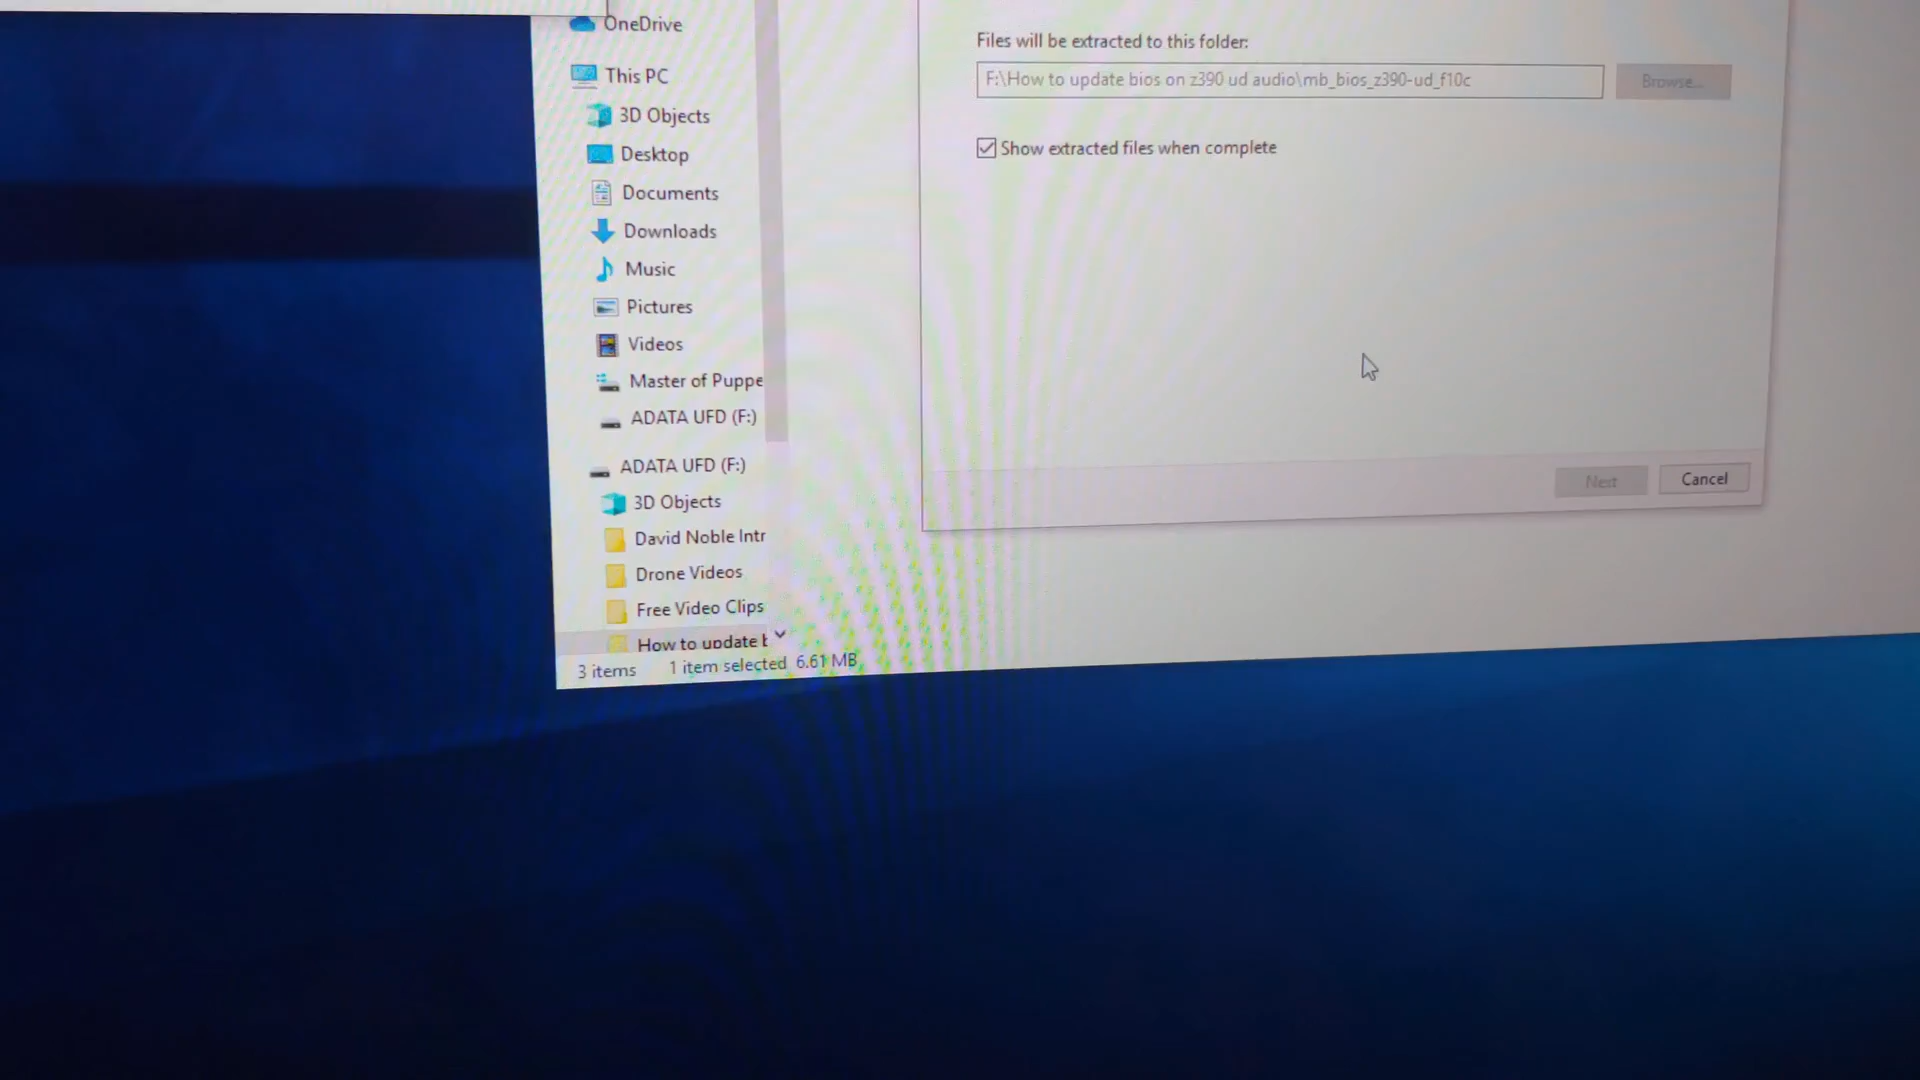 OneDrive
This PC
3D Objects
Desktop
Documents
Downloads
Music
Pictures
Videos
Master of Puppe
ADATA UFD (F:)
ADATA UFD (F:)
3D Objects
David Noble Intr
Drone Videos
Free Video Clips
How to update b
3 items 1 item selected 6.61 MB
Files will be extracted to this folder:
F:\How to update bios on z390 ud audio\mb_bios_z390-ud_f10c
Browse...
Show extracted files when complete
Next
Cancel